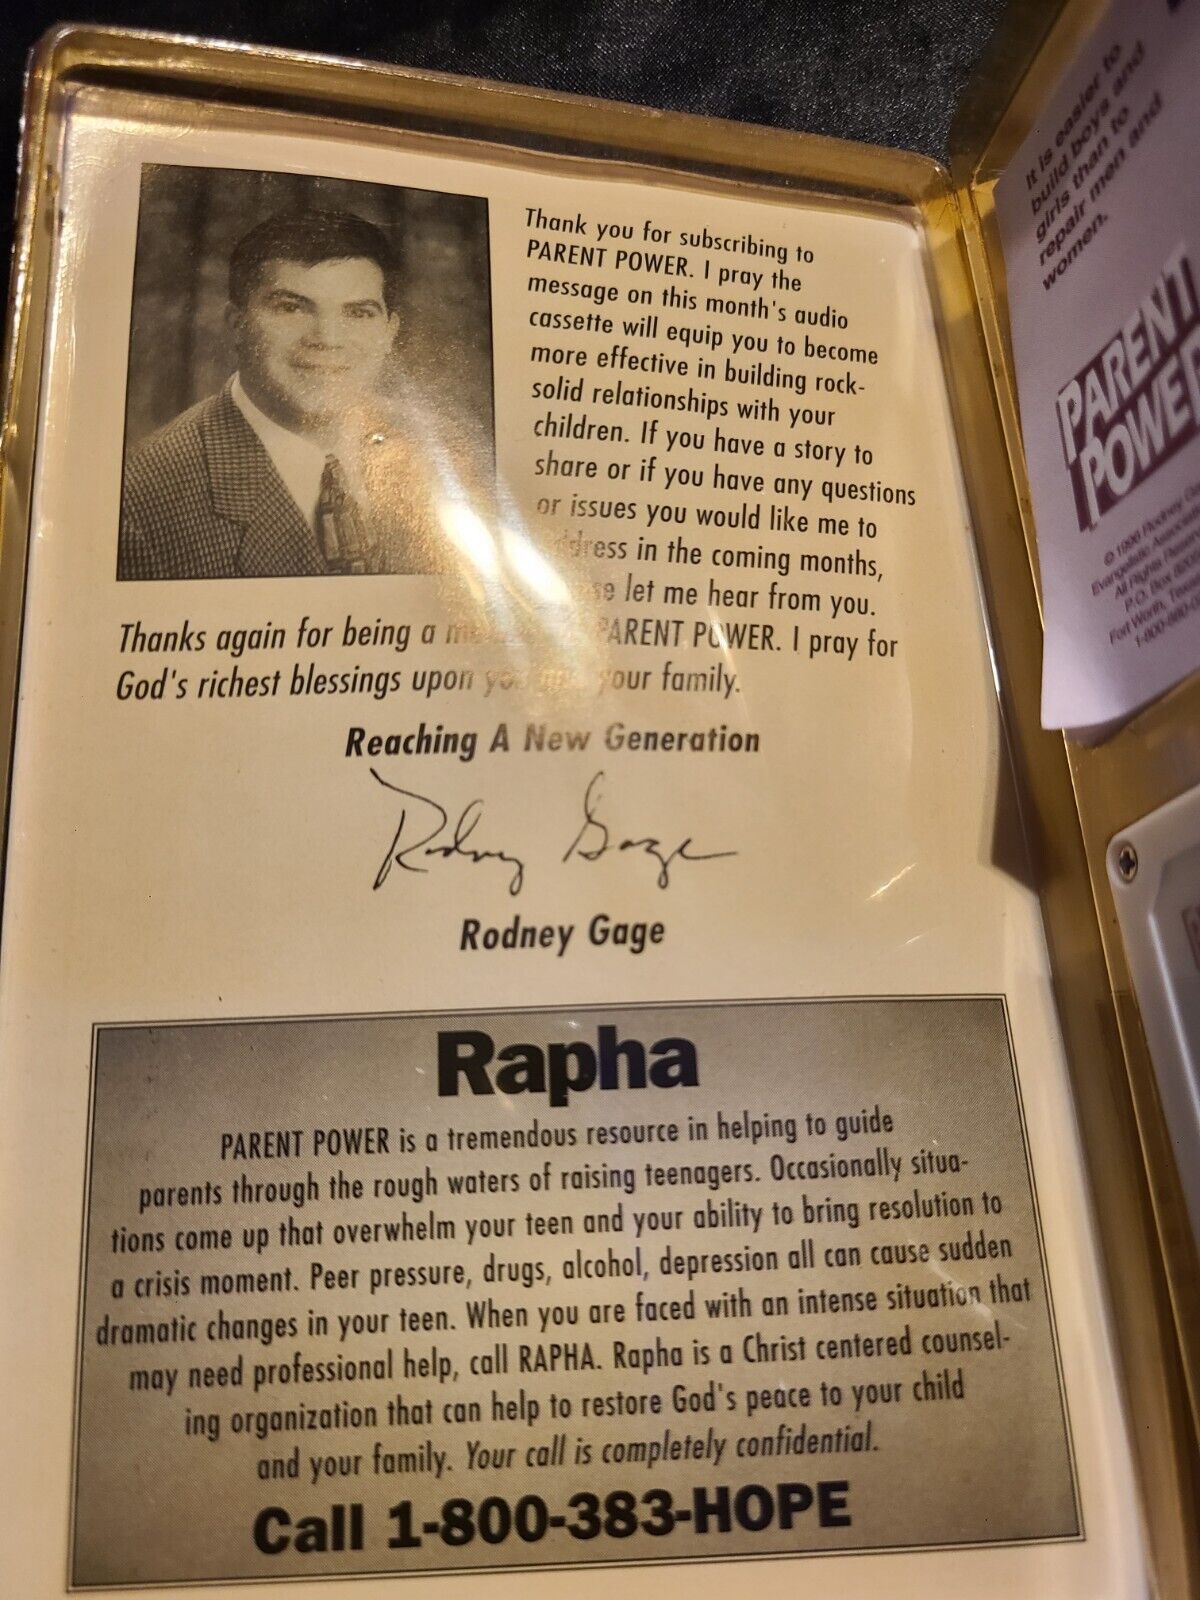 Thank you for subscribing to
PARENT POWER. I pray the
message on this month's audio
cassette will equip you to become
more effective in building rock-
solid relationships with your
children. If you have a story to
share or if you have any questions
or issues you would like me to
in the coming months,
let me hear from you.
Thanks again for being a PARENT POWER. I pray for
God's richest blessings upon your family.
Reaching A New Generation
Rodney Gage
Rodney Gage
Rapha
PARENT POWER is a tremendous resource in helping to guide
parents through the rough waters of raising teenagers. Occasionally situa-
tions come up that overwhelm your teen and your ability to bring resolution to
a crisis moment. Peer pressure, drugs, alcohol, depression all can cause sudden
dramatic changes in your teen. When you are faced with an intense situation that
may need professional help, call RAPHA. Rapha is a Christ centered counsel-
ing organization that can help to restore God's peace to your child
and your family. Your call is completely confidential.
Call 1-800-383-HOPE
It is easier to
build boys and
girls than to
repair men and
women.
PARENT
POWER
Rodney
Evangelistic
All Rights
P.O. Box
Fort Worth,